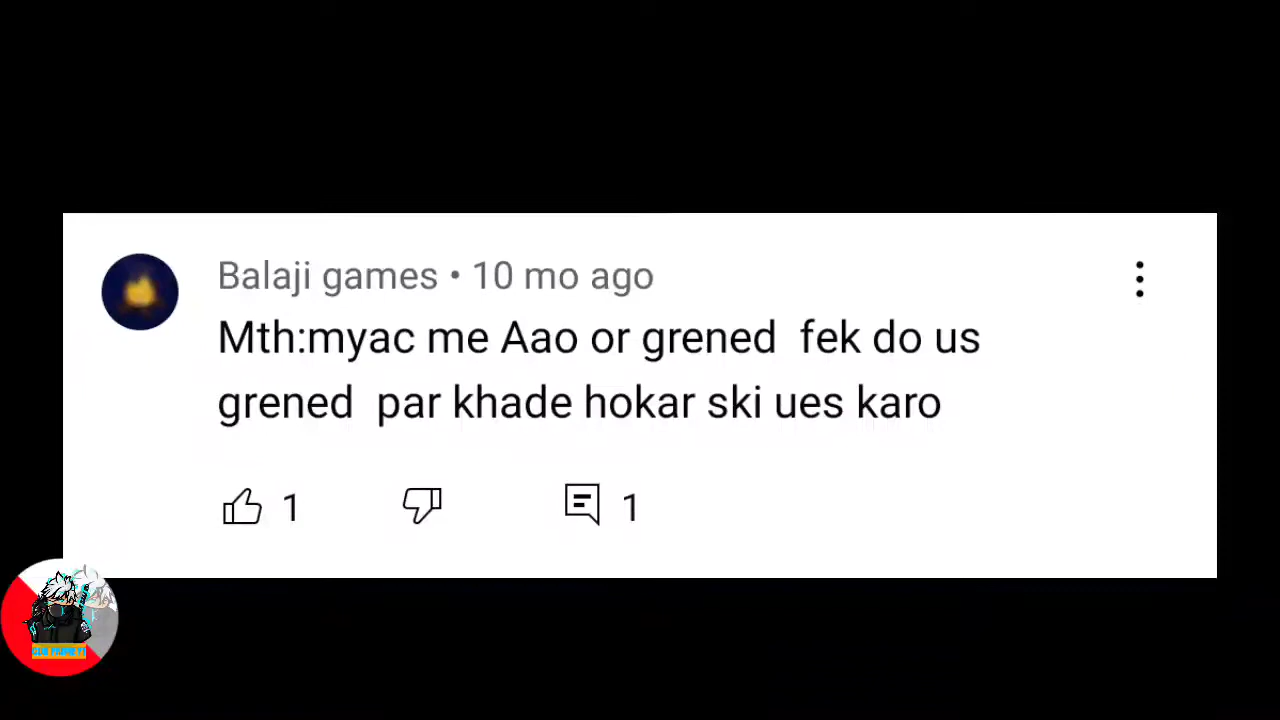 Balaji games • 10 mo ago
Mth:myac me Aao or grened  fek do us
grened  par khade hokar ski ues karo
1 1